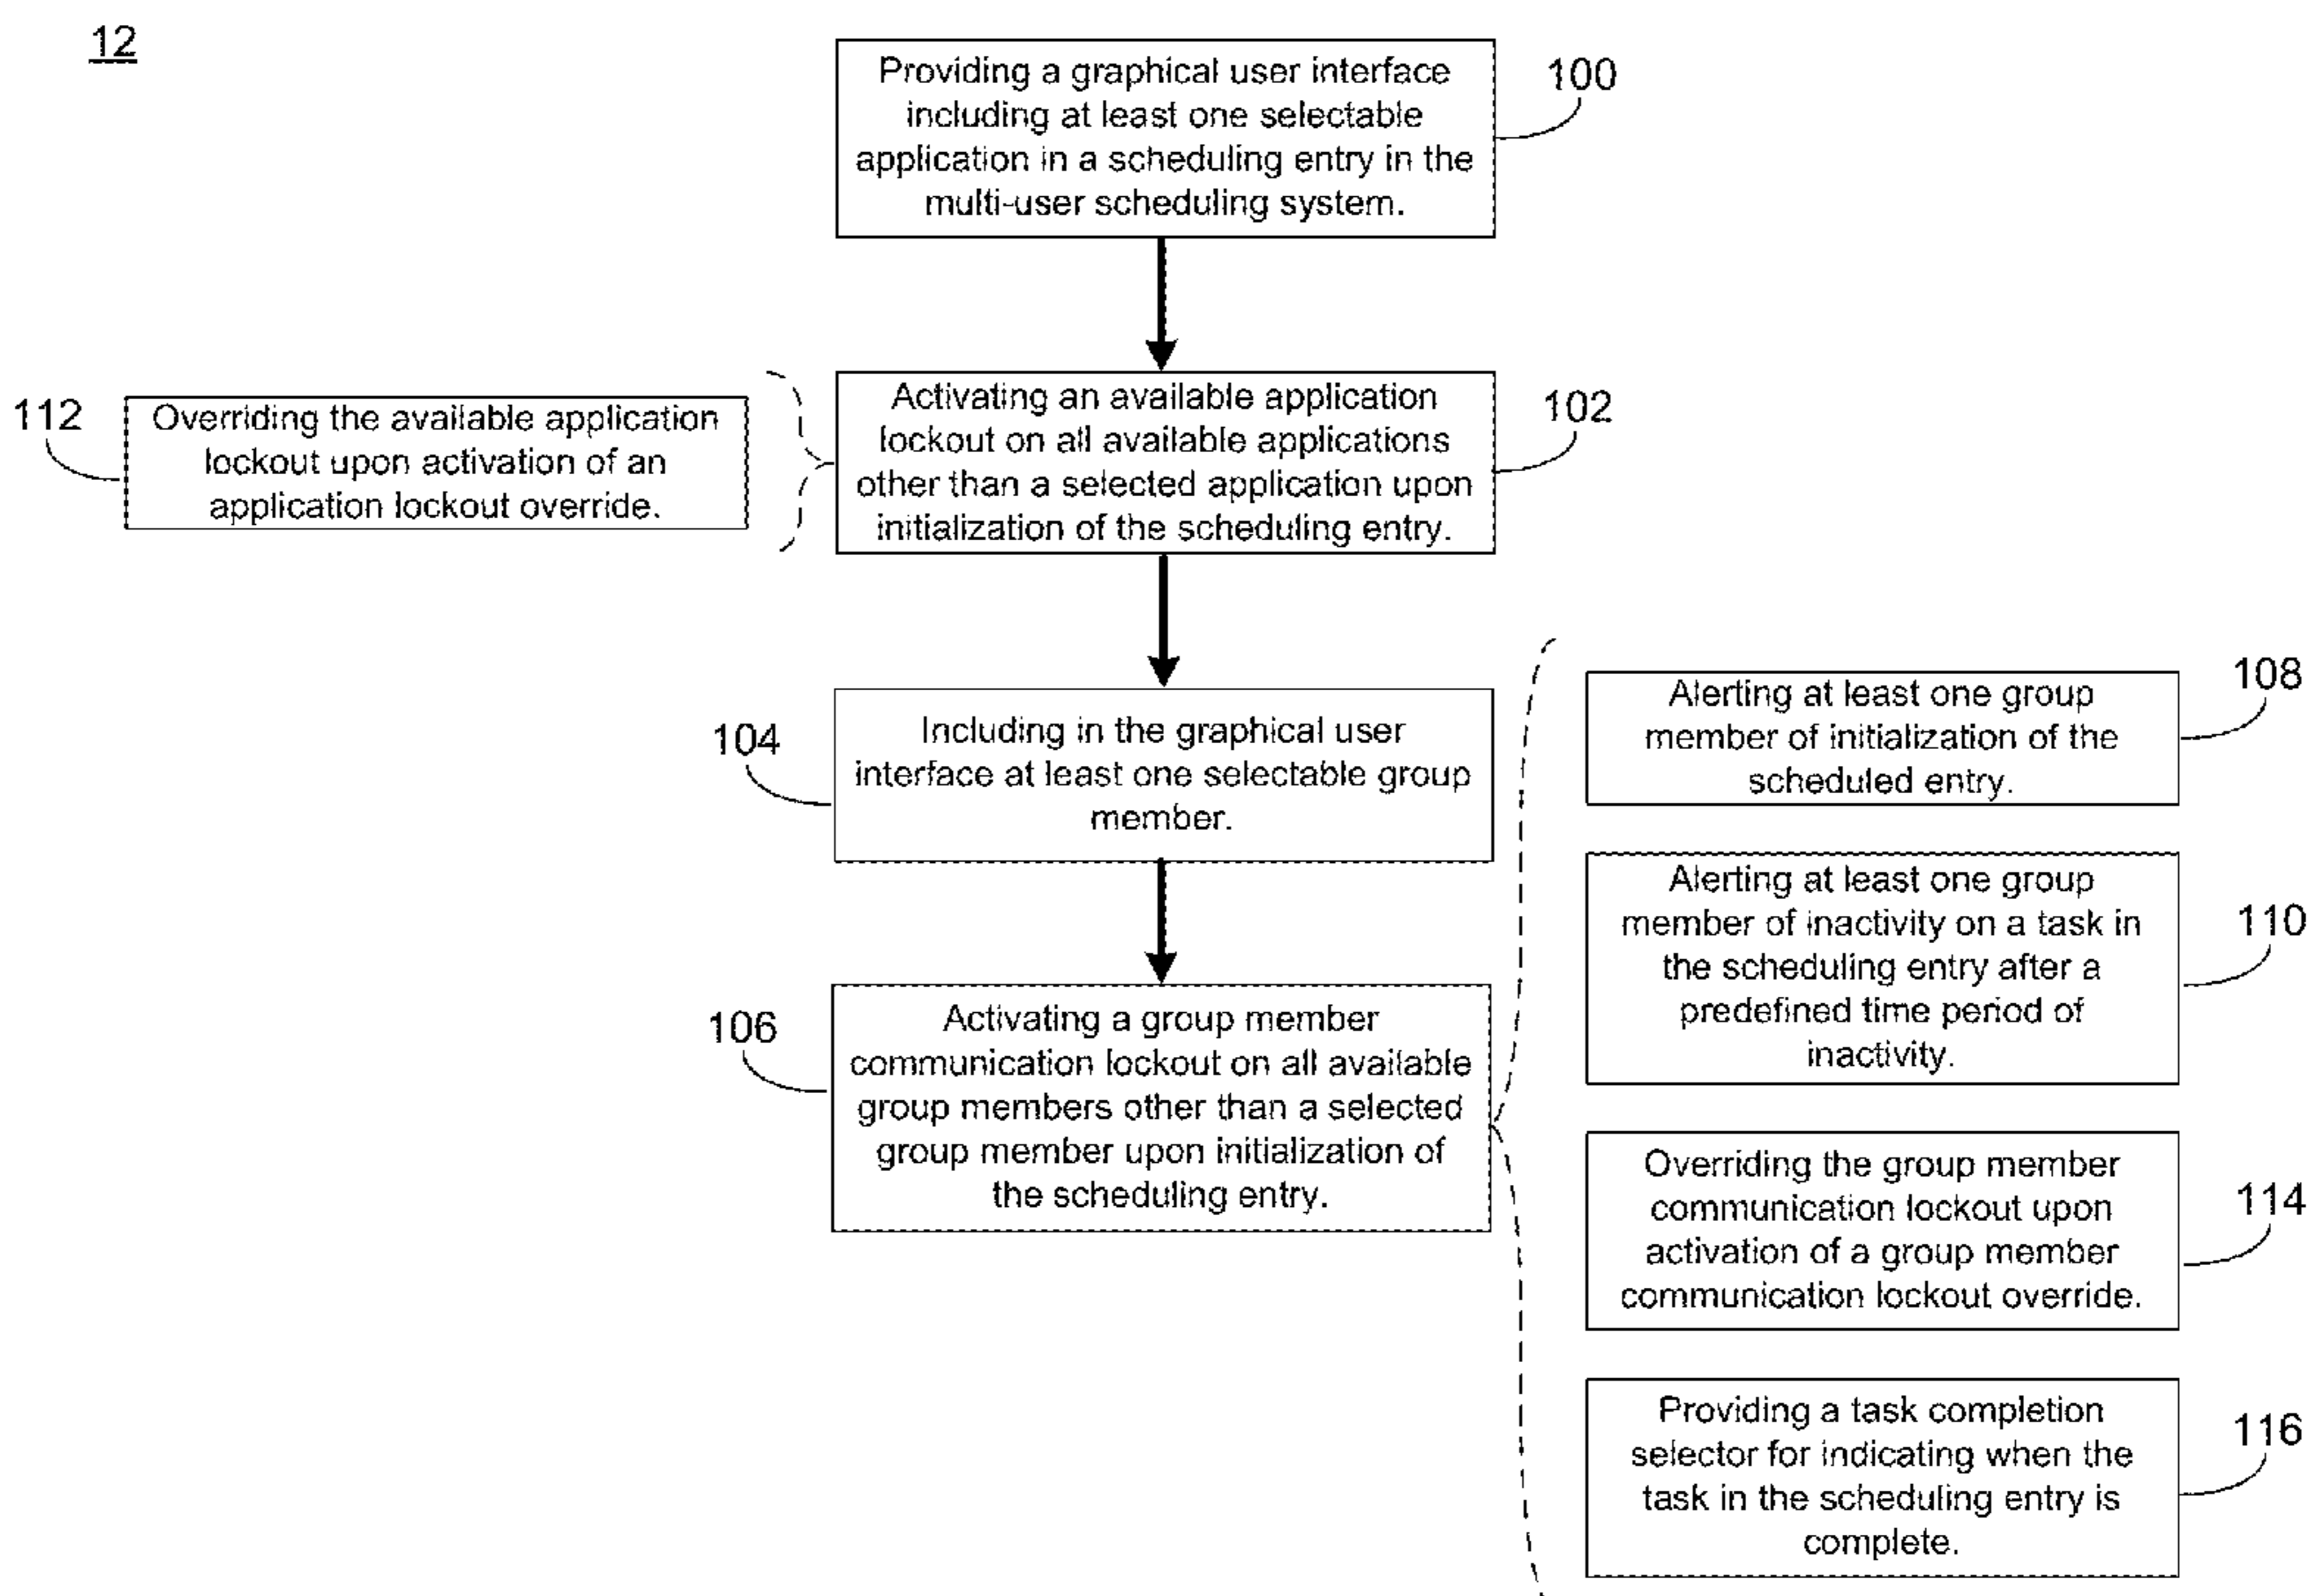 12
Providing a graphical user interface
including at least one selectable
application in a scheduling entry in the
multi-user scheduling system.
100
112
Overriding the available application
lockout upon activation of an
application lockout override.
Activating an available application
lockout on all available applications
other than a selected application upon
initialization of the scheduling entry.
102
104
Including in the graphical user
interface at least one selectable group
member.
106
Activating a group member
communication lockout on all available
group members other than a selected
group member upon initialization of
the scheduling entry.
Alerting at least one group
member of initialization of the
scheduled entry.
108
Alerting at least one group
member of inactivity on a task in
the scheduling entry after a
predefined time period of
inactivity.
110
Overriding the group member
communication lockout upon
activation of a group member
communication lockout override.
114
Providing a task completion
selector for indicating when the
task in the scheduling entry is
complete.
116